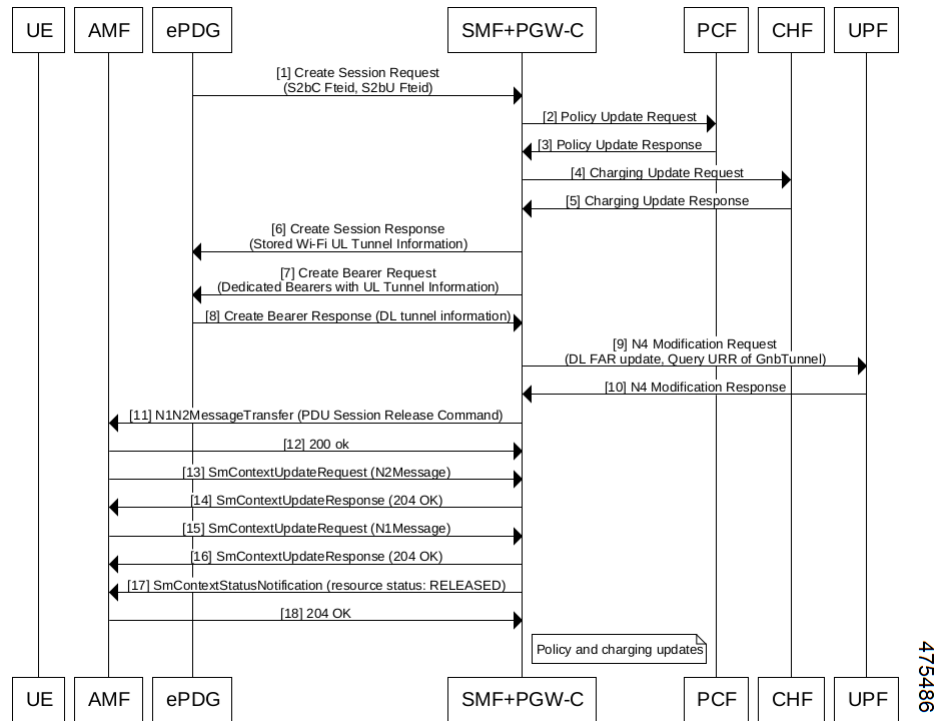 UE AMF ePDG SMF+PGW-C PCF CHF UPF
[1] Create Session Request
(S2bC Fteid, S2bU Fteid)
[2] Policy Update Request
[3] Policy Update Response
[4] Charging Update Request
[5] Charging Update Response
[6] Create Session Response
(Stored Wi-Fi UL Tunnel Information)
[7] Create Bearer Request
(Dedicated Bearers with UL Tunnel Information)
[8] Create Bearer Response (DL tunnel information)
[9] N4 Modification Request
(DL FAR update, Query URR of GnbTunnel)
[10] N4 Modification Response
[11] N1N2MessageTransfer (PDU Session Release Command)
[12] 200 ok
[13] SmContextUpdateRequest (N2Message)
[14] SmContextUpdateResponse (204 OK)
[15] SmContextUpdateRequest (N1Message)
[16] SmContextUpdateResponse (204 OK)
[17] SmContextStatusNotification (resource status: RELEASED)
[18] 204 OK
Policy and charging updates
UE AMF ePDG SMF+PGW-C PCF CHF UPF
475486